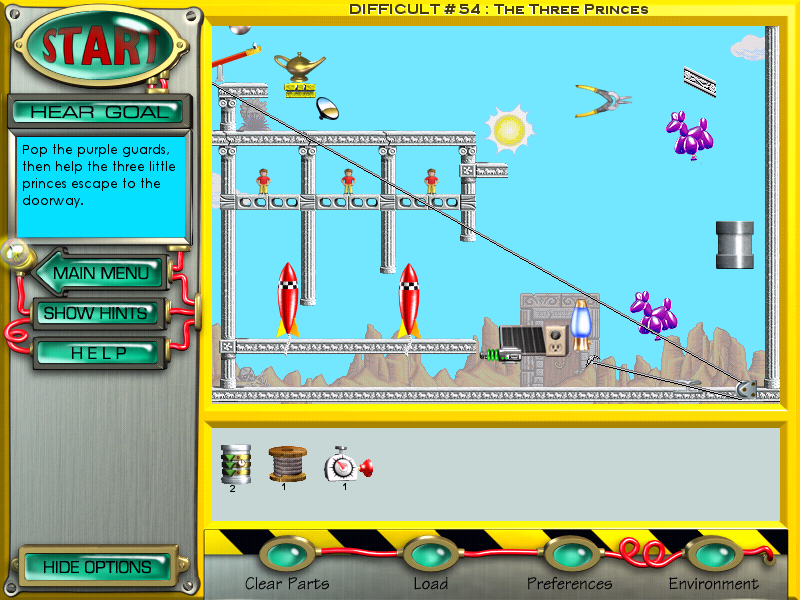 DIFFICULT # 54 : THE THREE PRINCES
START
HEAR GOAL
Pop the purple guards,
then help the three little
princes escape to the
doorway.
MAIN MENU
SHOW HINTS
HELP
HIDE OPTIONS
2
1
1
Clear Parts
Load
Preferences
Environment